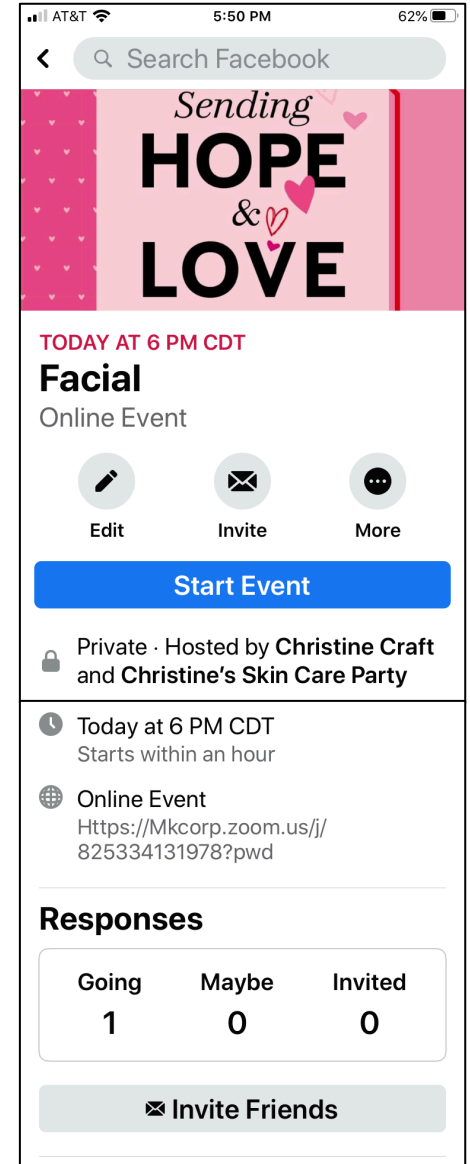 AT&T 5:50 PM 62%
Search Facebook
Sending
HOPE
&
LOVE
TODAY AT 6 PM CDT
Facial
Online Event
Edit Invite More
Start Event
Private · Hosted by Christine Craft
and Christine's Skin Care Party
Today at 6 PM CDT
Starts within an hour
Online Event
Https://Mkcorp.zoom.us/j/
825334131978?pwd
Responses
Going Maybe Invited
1 0 0
Invite Friends